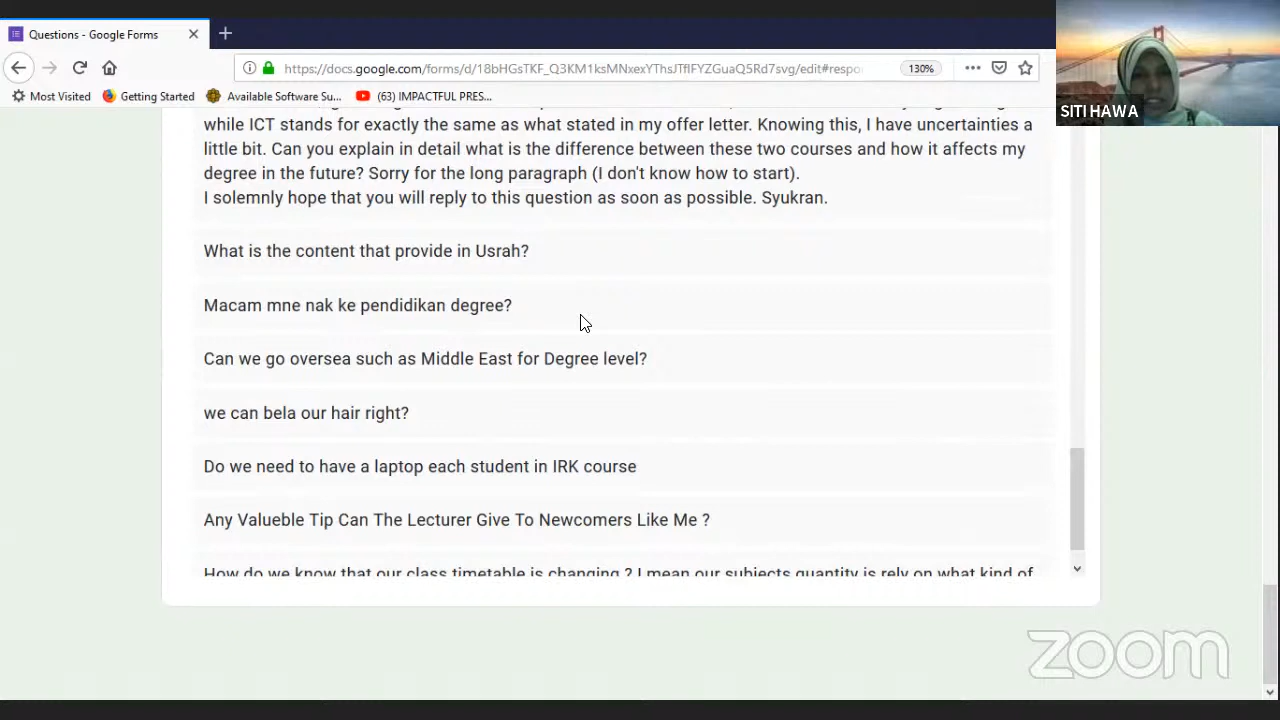 Questions - Google Forms
https://docs.google.com/forms/d/18bHGsTKF_Q3KM1ksMNxexYThsJTfIFYZGuaQ5Rd7svg/edit#respo
130%
Most Visited
Getting Started
Available Software Su...
(63) IMPACTFUL PRES...
SITI HAWA
while ICT stands for exactly the same as what stated in my offer letter. Knowing this, I have uncertainties a
little bit. Can you explain in detail what is the difference between these two courses and how it affects my
degree in the future? Sorry for the long paragraph (I don't know how to start).
I solemnly hope that you will reply to this question as soon as possible. Syukran.
What is the content that provide in Usrah?
Macam mne nak ke pendidikan degree?
Can we go oversea such as Middle East for Degree level?
we can bela our hair right?
Do we need to have a laptop each student in IRK course
Any Valueble Tip Can The Lecturer Give To Newcomers Like Me ?
How do we know that our class timetable is changing ? I mean our subjects quantity is rely on what kind of
zoom